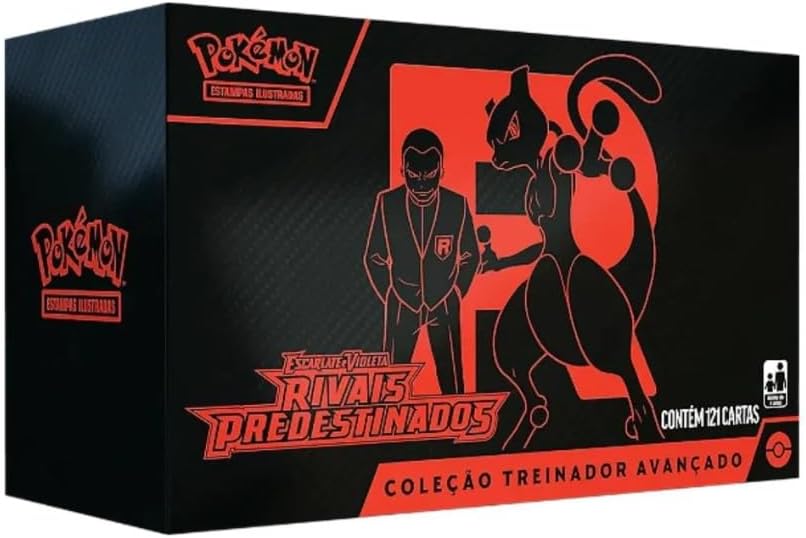 POKÉMON
ESTAMPAS ILUSTRADAS
POKÉMON
ESTAMPAS ILUSTRADAS
R
ESCARLATE E VIOLETA
RIVAIS
PREDESTINADOS
CONTÉM 121 CARTAS
COLEÇÃO TREINADOR AVANÇADO